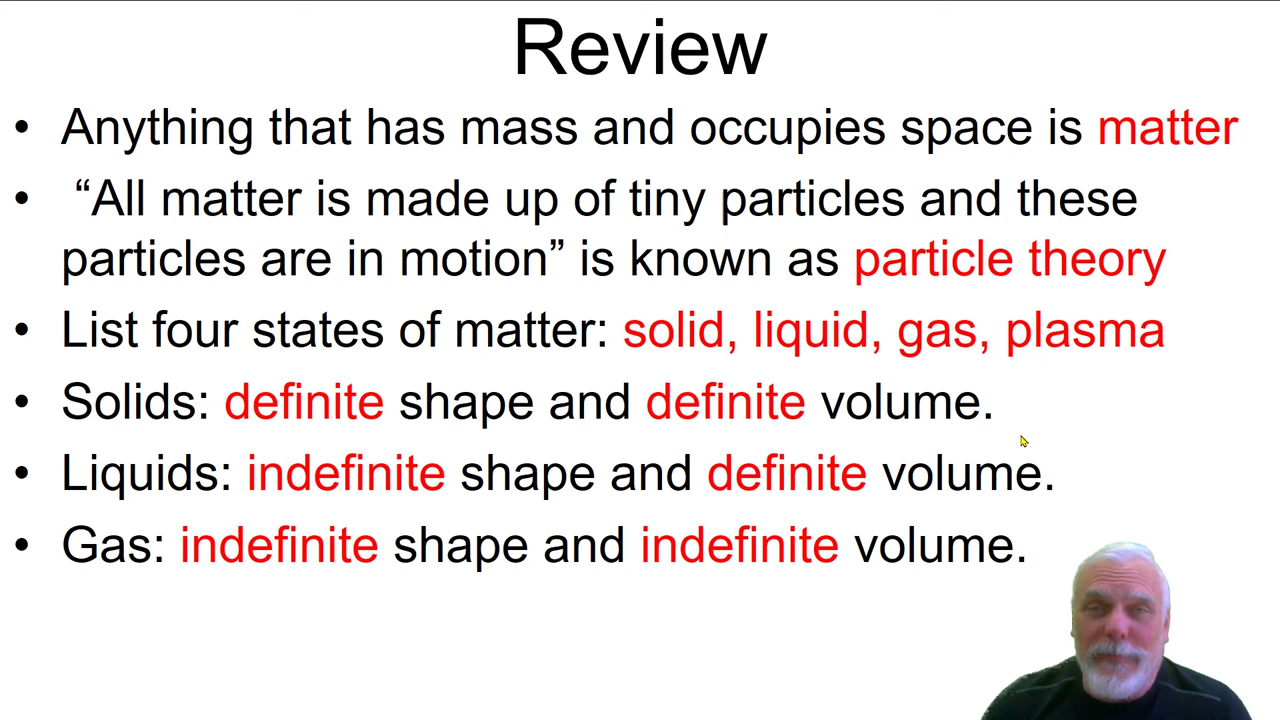 Review
• Anything that has mass and occupies space is matter
• “All matter is made up of tiny particles and these
particles are in motion” is known as particle theory
• List four states of matter: solid, liquid, gas, plasma
• Solids: definite shape and definite volume.
• Liquids: indefinite shape and definite volume.
• Gas: indefinite shape and indefinite volume.